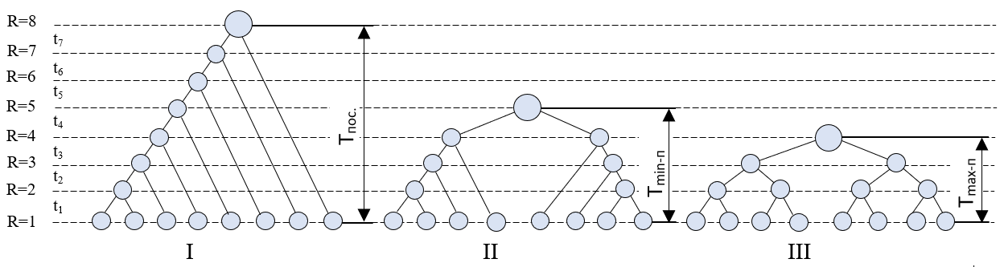 R=8
t₇
R=7
t₆
R=6
t₅
R=5
t₄
R=4
t₃
R=3
t₂
R=2
t₁
R=1
Tпос.
Tmin-п
Tmax-п
I
II
III